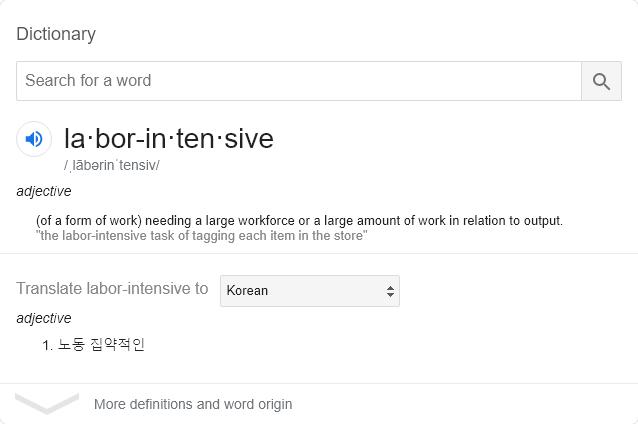 Dictionary
Search for a word
la·bor-in·ten·sive
/ˌlābərinˈtensiv/
adjective
(of a form of work) needing a large workforce or a large amount of work in relation to output.
"the labor-intensive task of tagging each item in the store"
Translate labor-intensive to Korean
adjective
1. 노동 집약적인
More definitions and word origin